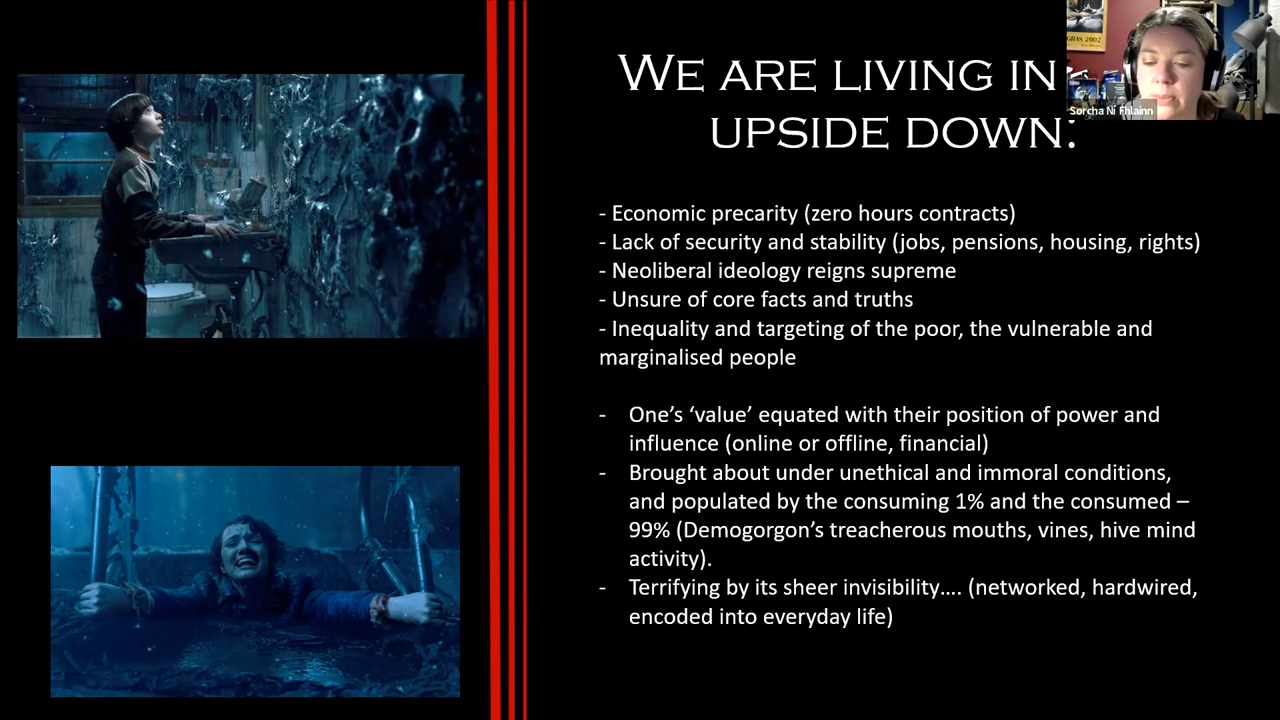 WE ARE LIVING IN
UPSIDE DOWN:
- Economic precarity (zero hours contracts)
- Lack of security and stability (jobs, pensions, housing, rights)
- Neoliberal ideology reigns supreme
- Unsure of core facts and truths
- Inequality and targeting of the poor, the vulnerable and
marginalised people
- One’s ‘value’ equated with their position of power and
influence (online or offline, financial)
- Brought about under unethical and immoral conditions,
and populated by the consuming 1% and the consumed –
99% (Demogorgon’s treacherous mouths, vines, hive mind
activity).
- Terrifying by its sheer invisibility…. (networked, hardwired,
encoded into everyday life)
GRAS 2002
Sorcha Ní Fhlainn